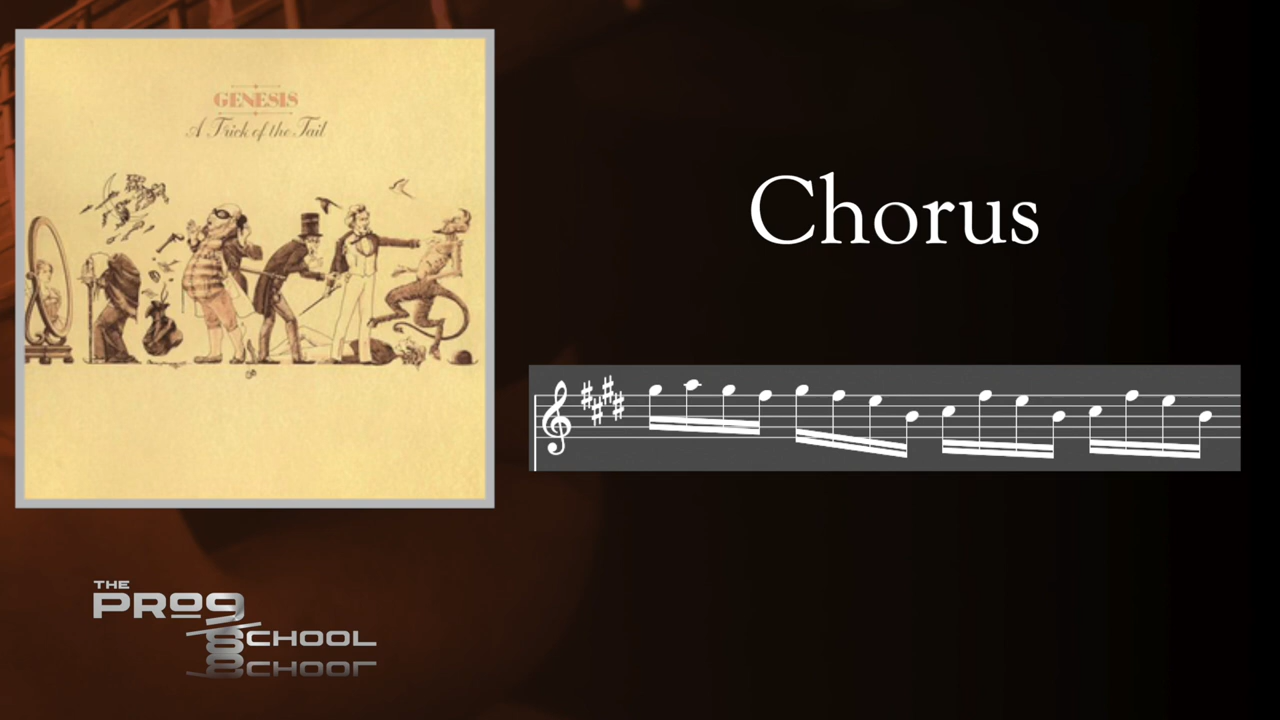 GENESIS
A Trick of the Tail
Chorus
THE
PROG
SCHOOL